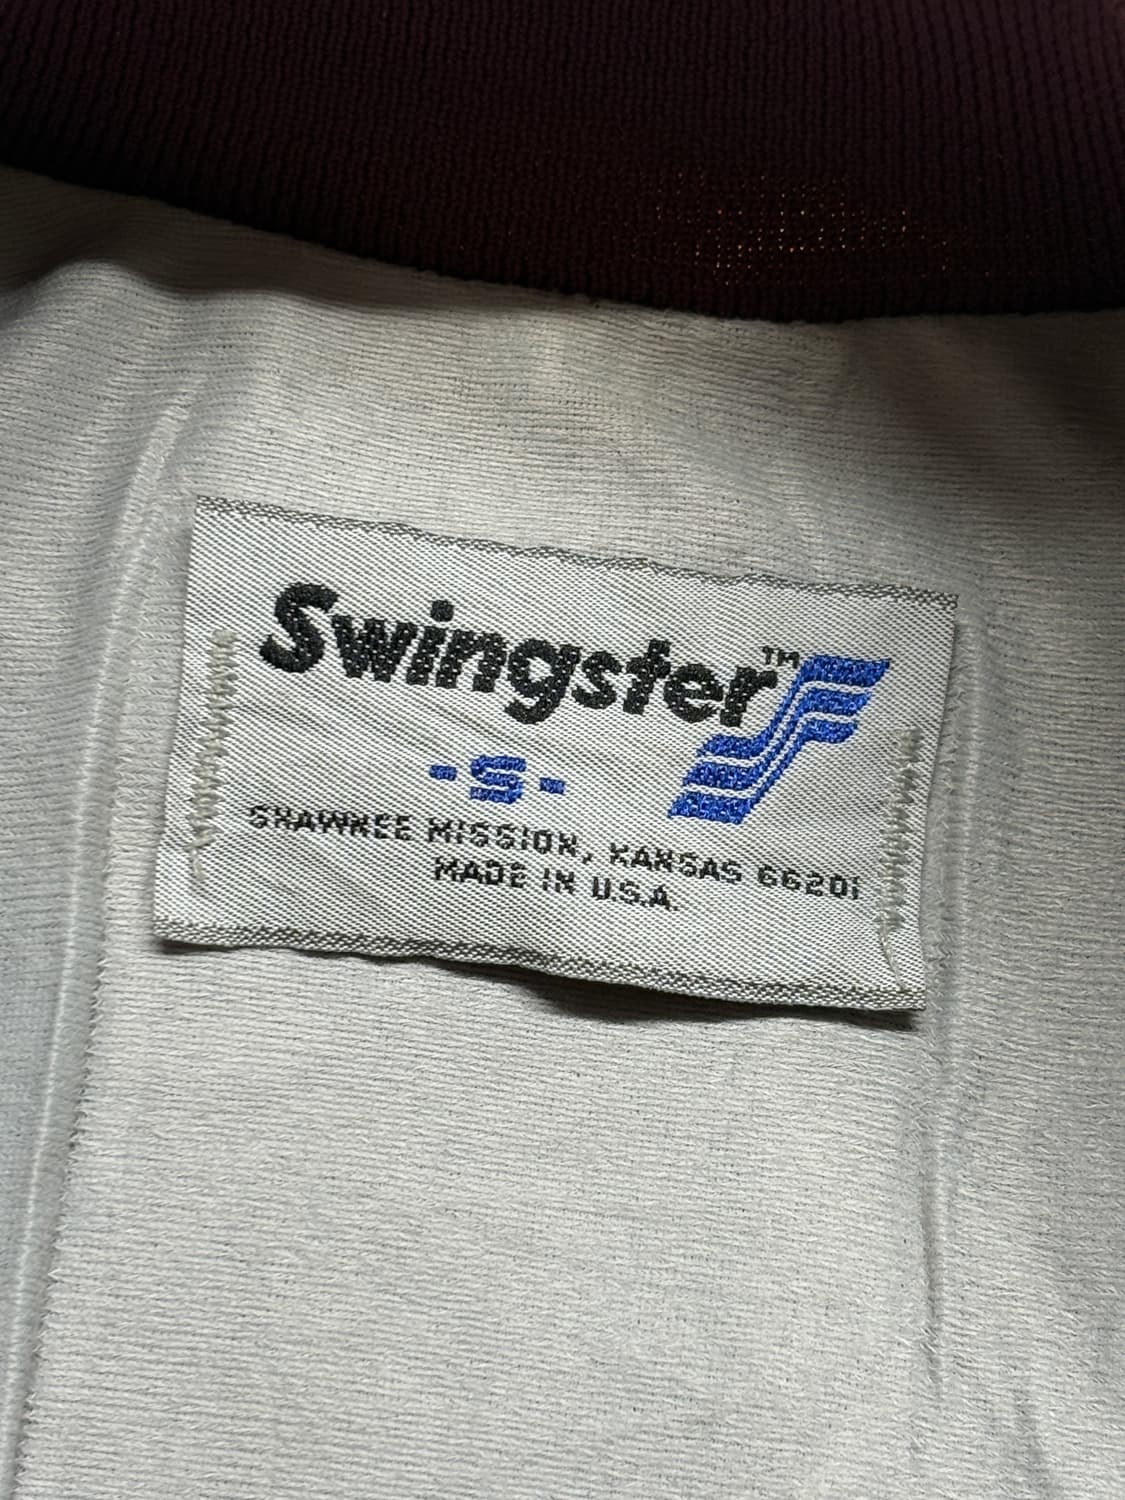 Swingster™
-S-
SHAWNEE MISSION, KANSAS 66201
MADE IN U.S.A.